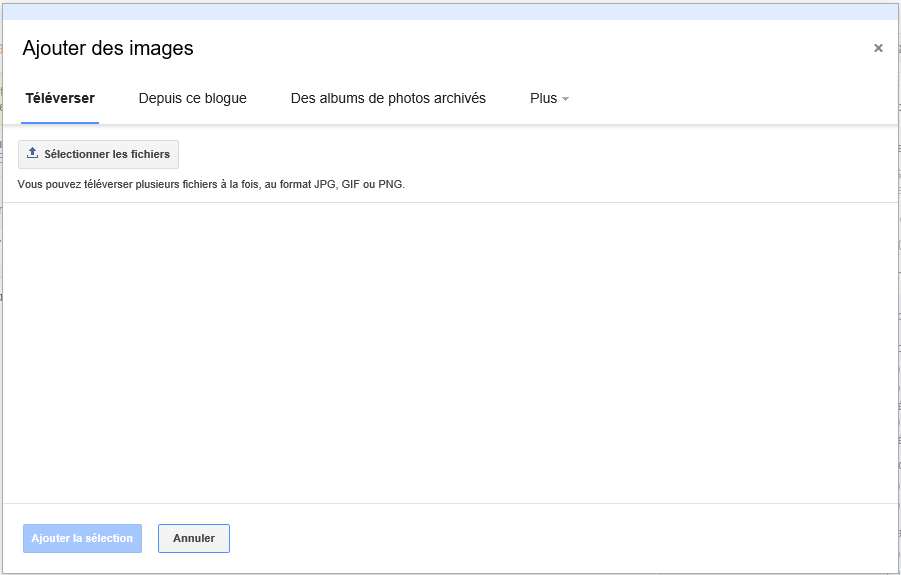 Ajouter des images
×
Téléverser Depuis ce blogue Des albums de photos archivés Plus
Sélectionner les fichiers
Vous pouvez téléverser plusieurs fichiers à la fois, au format JPG, GIF ou PNG.
Ajouter la sélection Annuler